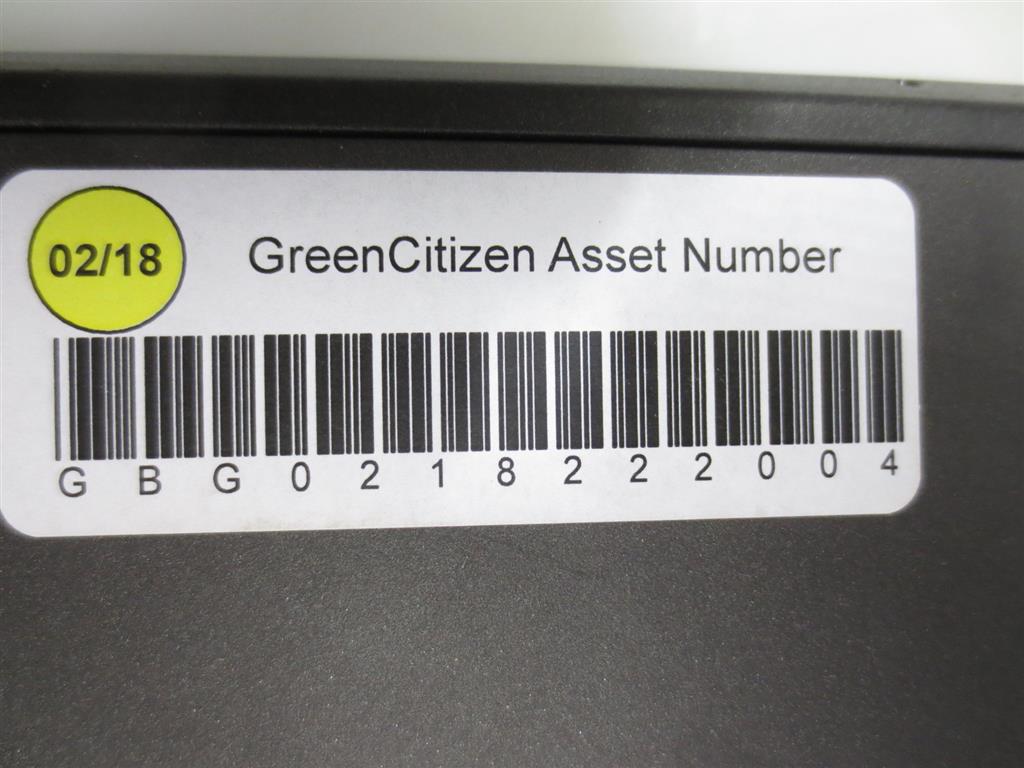 02/18
GreenCitizen Asset Number
G B G 0 2 1 8 2 2 2 0 0 4